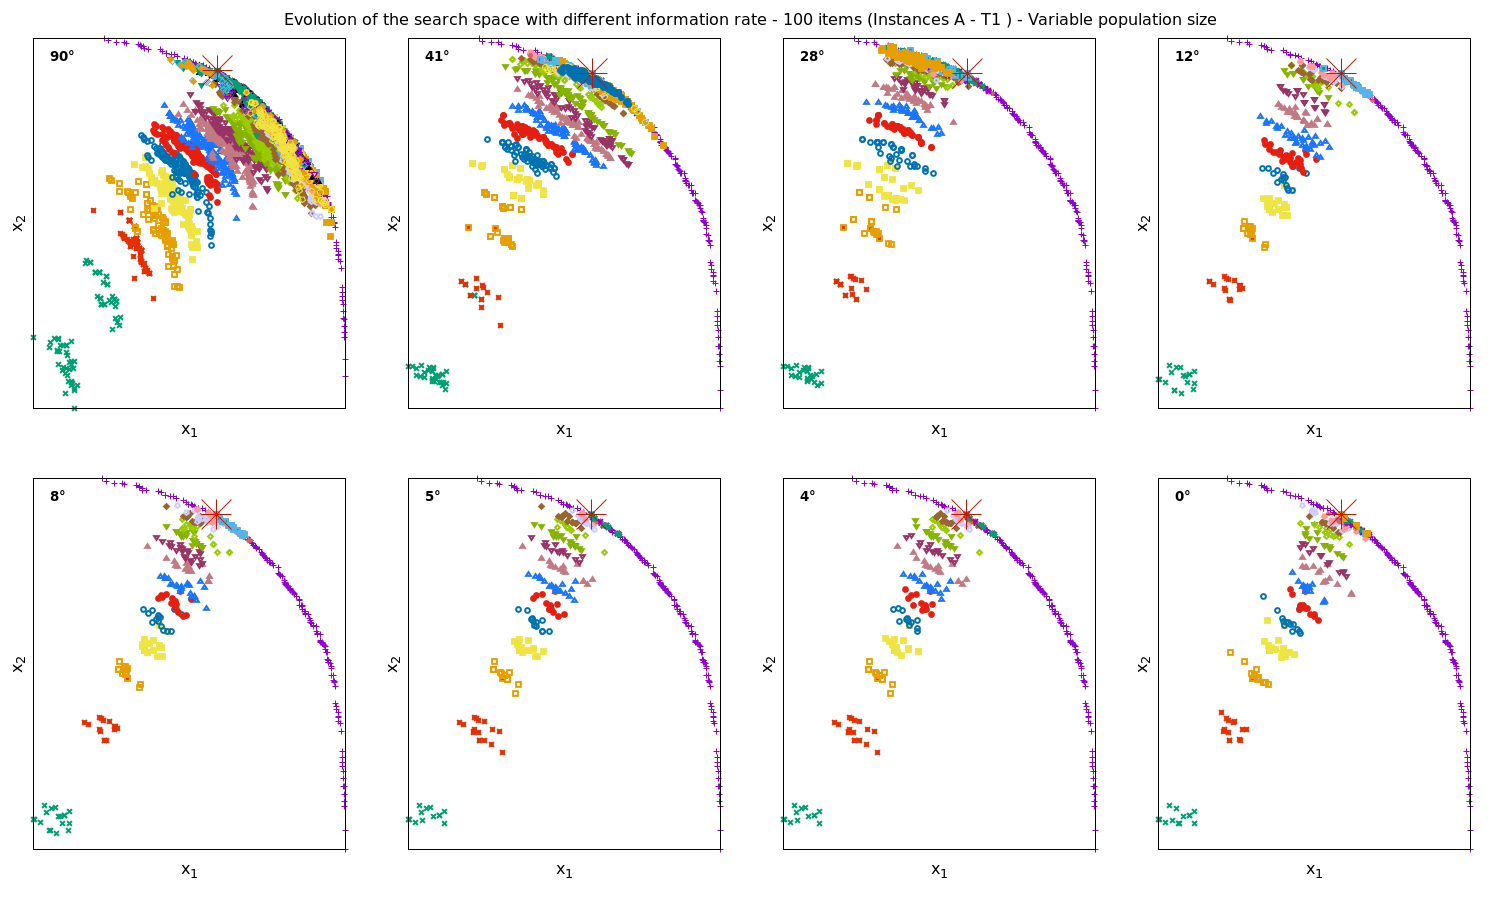 Evolution of the search space with different information rate - 100 items (Instances A - T1 ) - Variable population size
90° 41° 28° 12°
x2 x2 x2 x2
x1 x1 x1 x1
8° 5° 4° 0°
x2 x2 x2 x2
x1 x1 x1 x1